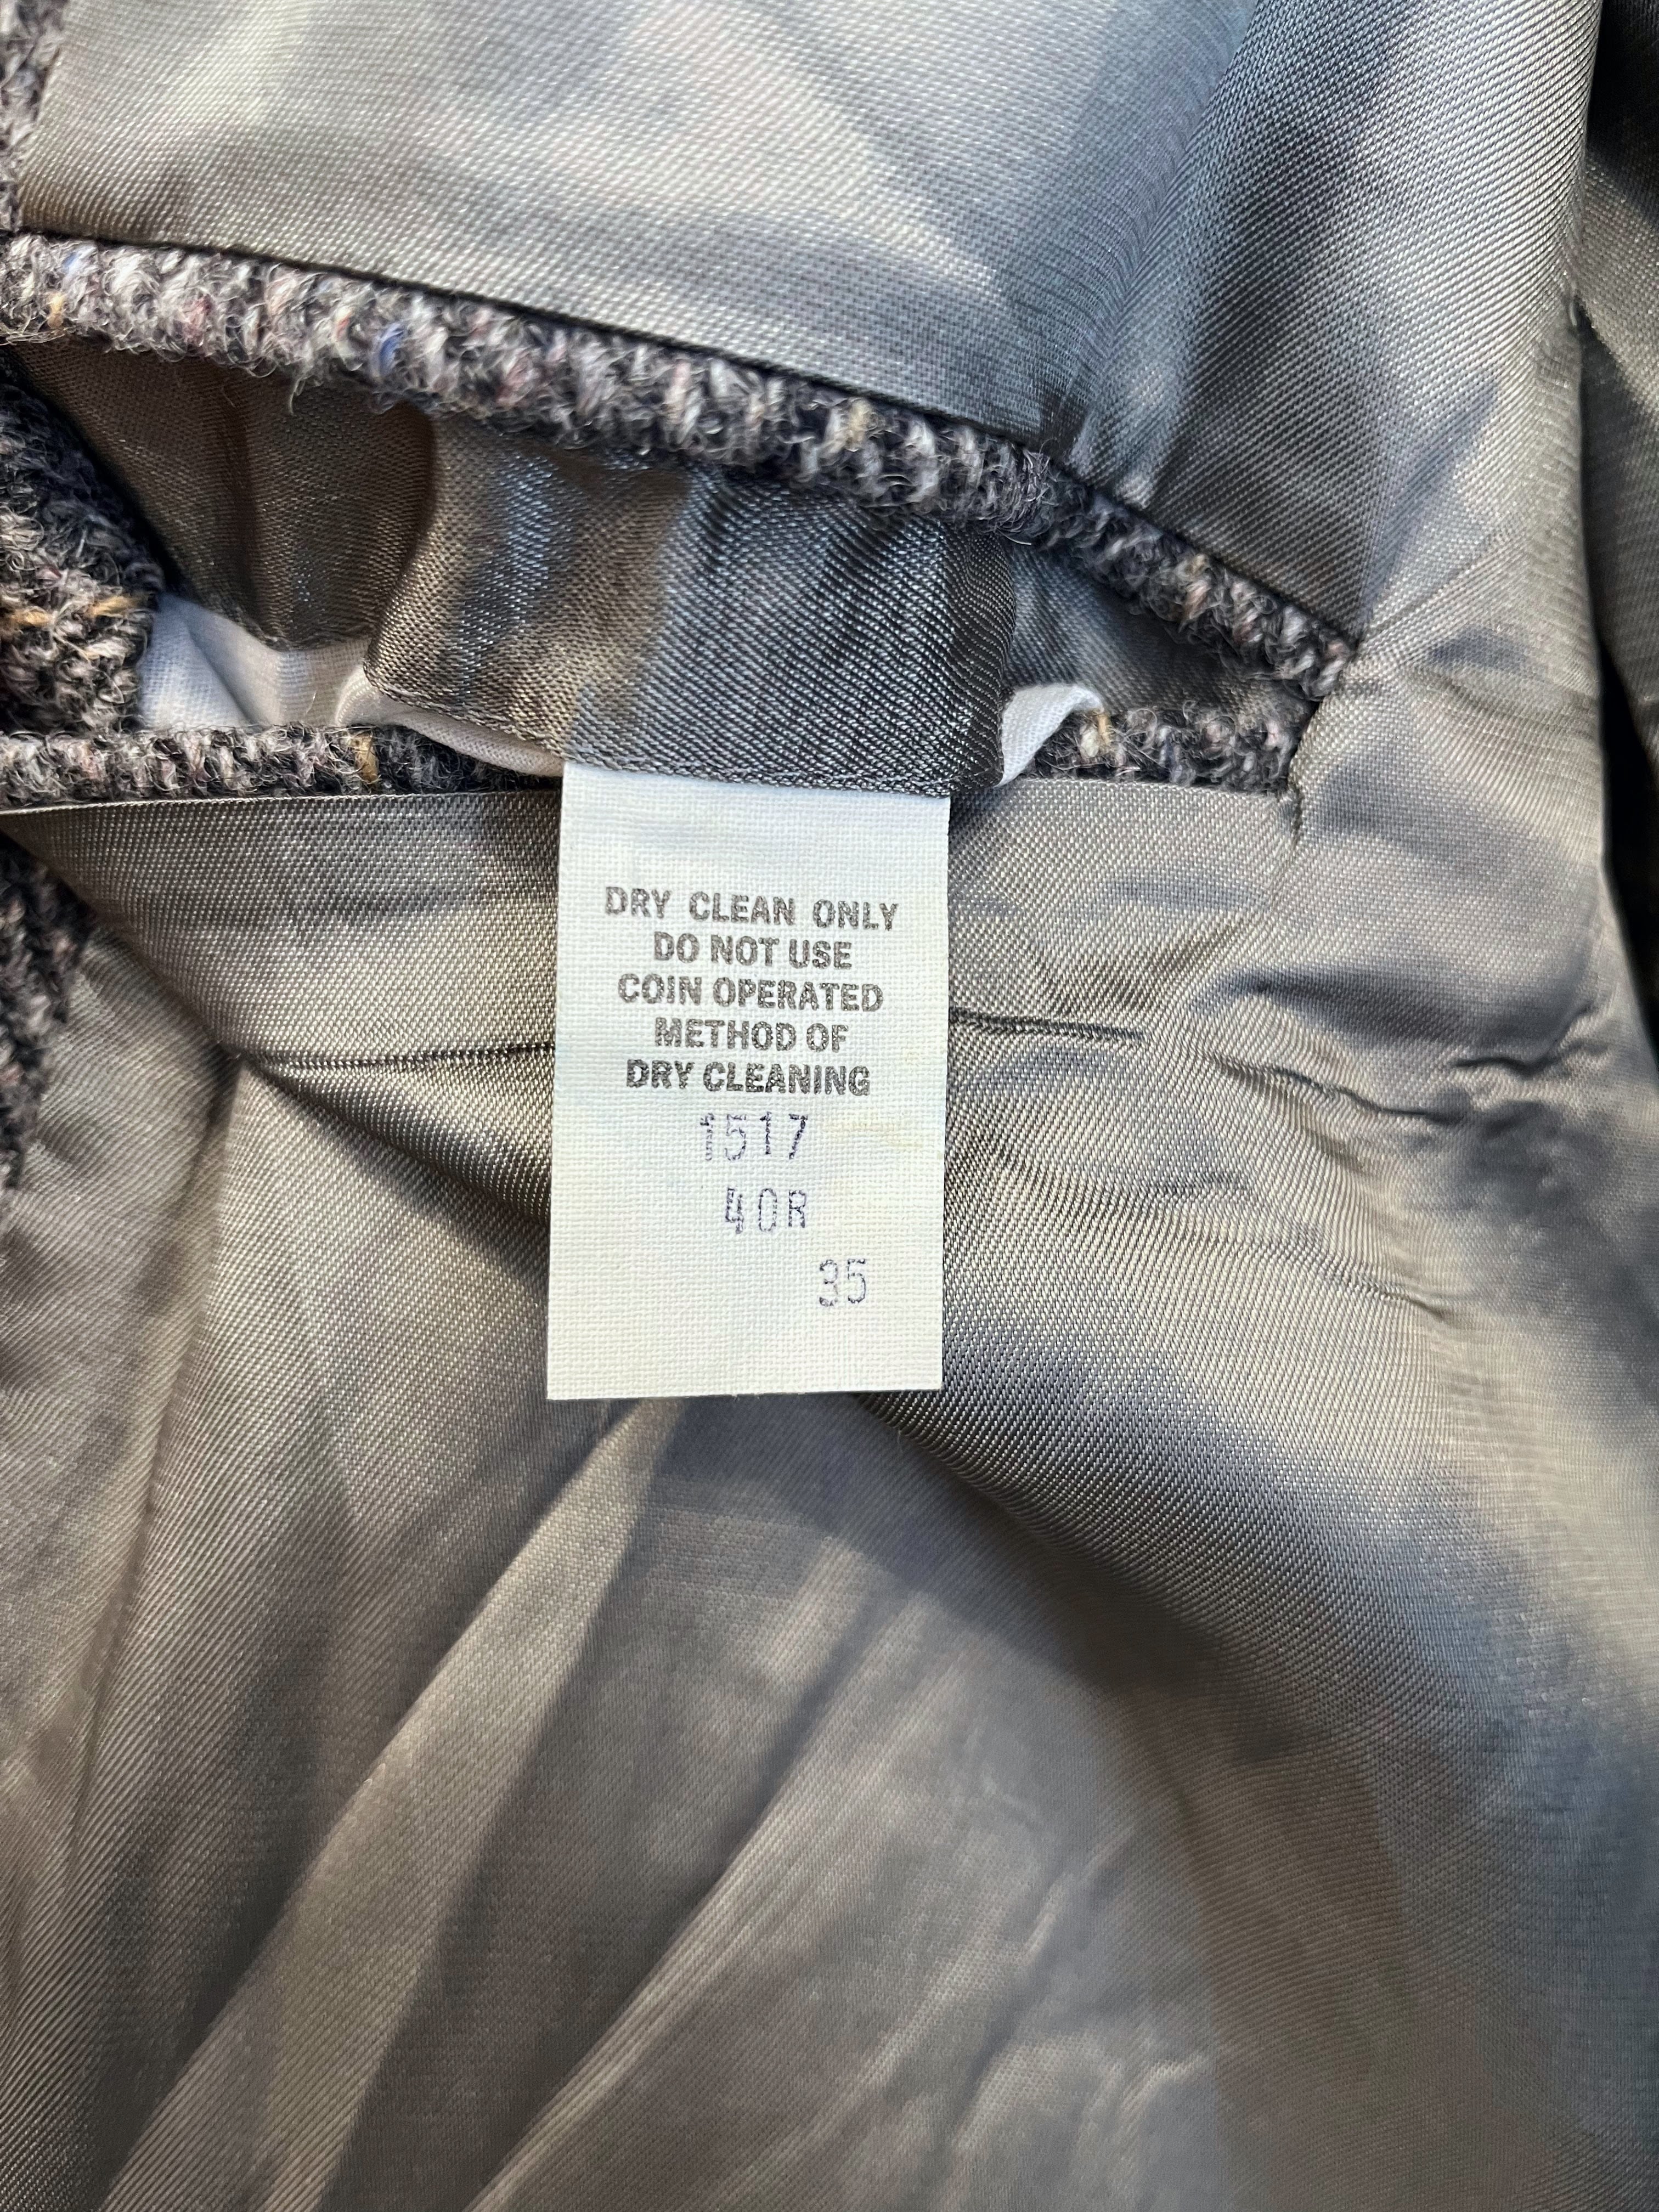 DRY CLEAN ONLY
DO NOT USE
COIN OPERATED
METHOD OF
DRY CLEANING
1517
40R
35